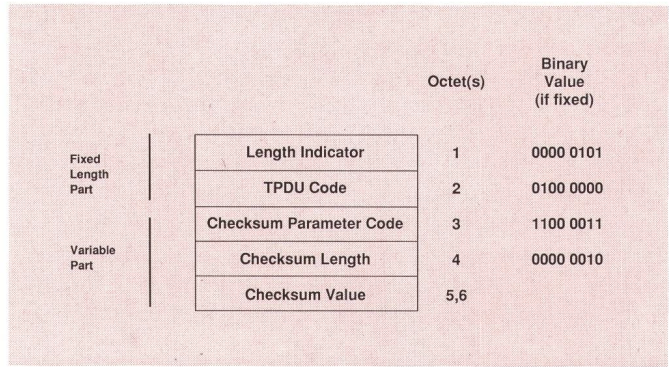 Octet(s)
Binary
Value
(if fixed)
Fixed
Length
Part
Length Indicator 1 0000 0101
TPDU Code 2 0100 0000
Checksum Parameter Code 3 1100 0011
Variable
Part
Checksum Length 4 0000 0010
Checksum Value 5,6